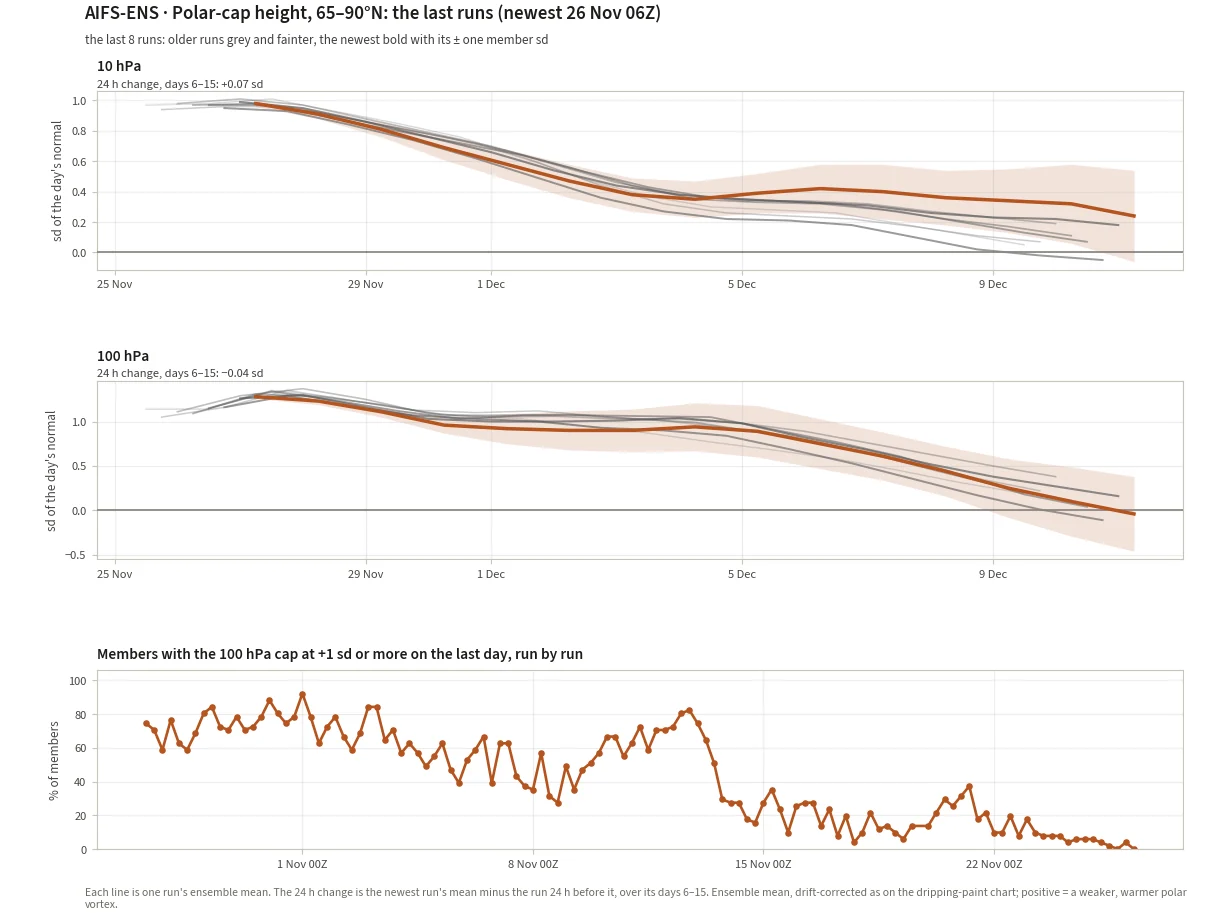 AIFS-ENS · Polar-cap height, 65–90°N: the last runs (newest 26 Nov 06Z)
the last 8 runs: older runs grey and fainter, the newest bold with its ± one member sd
10 hPa
24 h change, days 6–15: +0.07 sd
sd of the day's normal
1.0
0.8
0.6
0.4
0.2
0.0
25 Nov
29 Nov
1 Dec
5 Dec
9 Dec
100 hPa
24 h change, days 6–15: −0.04 sd
sd of the day's normal
1.0
0.5
0.0
−0.5
25 Nov
29 Nov
1 Dec
5 Dec
9 Dec
Members with the 100 hPa cap at +1 sd or more on the last day, run by run
% of members
100
80
60
40
20
0
1 Nov 00Z
8 Nov 00Z
15 Nov 00Z
22 Nov 00Z
Each line is one run's ensemble mean. The 24 h change is the newest run's mean minus the run 24 h before it, over its days 6–15. Ensemble mean, drift-corrected as on the dripping-paint chart; positive = a weaker, warmer polar
vortex.